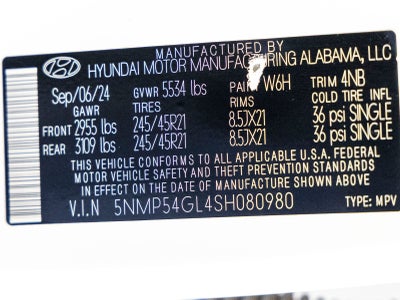 MANUFACTURED BY
HYUNDAI MOTOR MANUFACTURING ALABAMA, LLC
Sep/06/24 GVWR 5534 lbs W6H TRIM 4NB
GAWR TIRES RIMS COLD TIRE INFL
FRONT 2955 lbs 245/45R21 8.5JX21 36 psi SINGLE
REAR 3109 lbs 245/45R21 8.5JX21 36 psi SINGLE
THIS VEHICLE CONFORMS TO ALL APPLICABLE U.S.A. FEDERAL
MOTOR VEHICLE SAFETY AND THEFT PREVENTION STANDARDS
IN EFFECT ON THE DATE OF MANUFACTURE SHOWN ABOVE
V.I.N 5NMP54GL4SH080980 TYPE: MPV